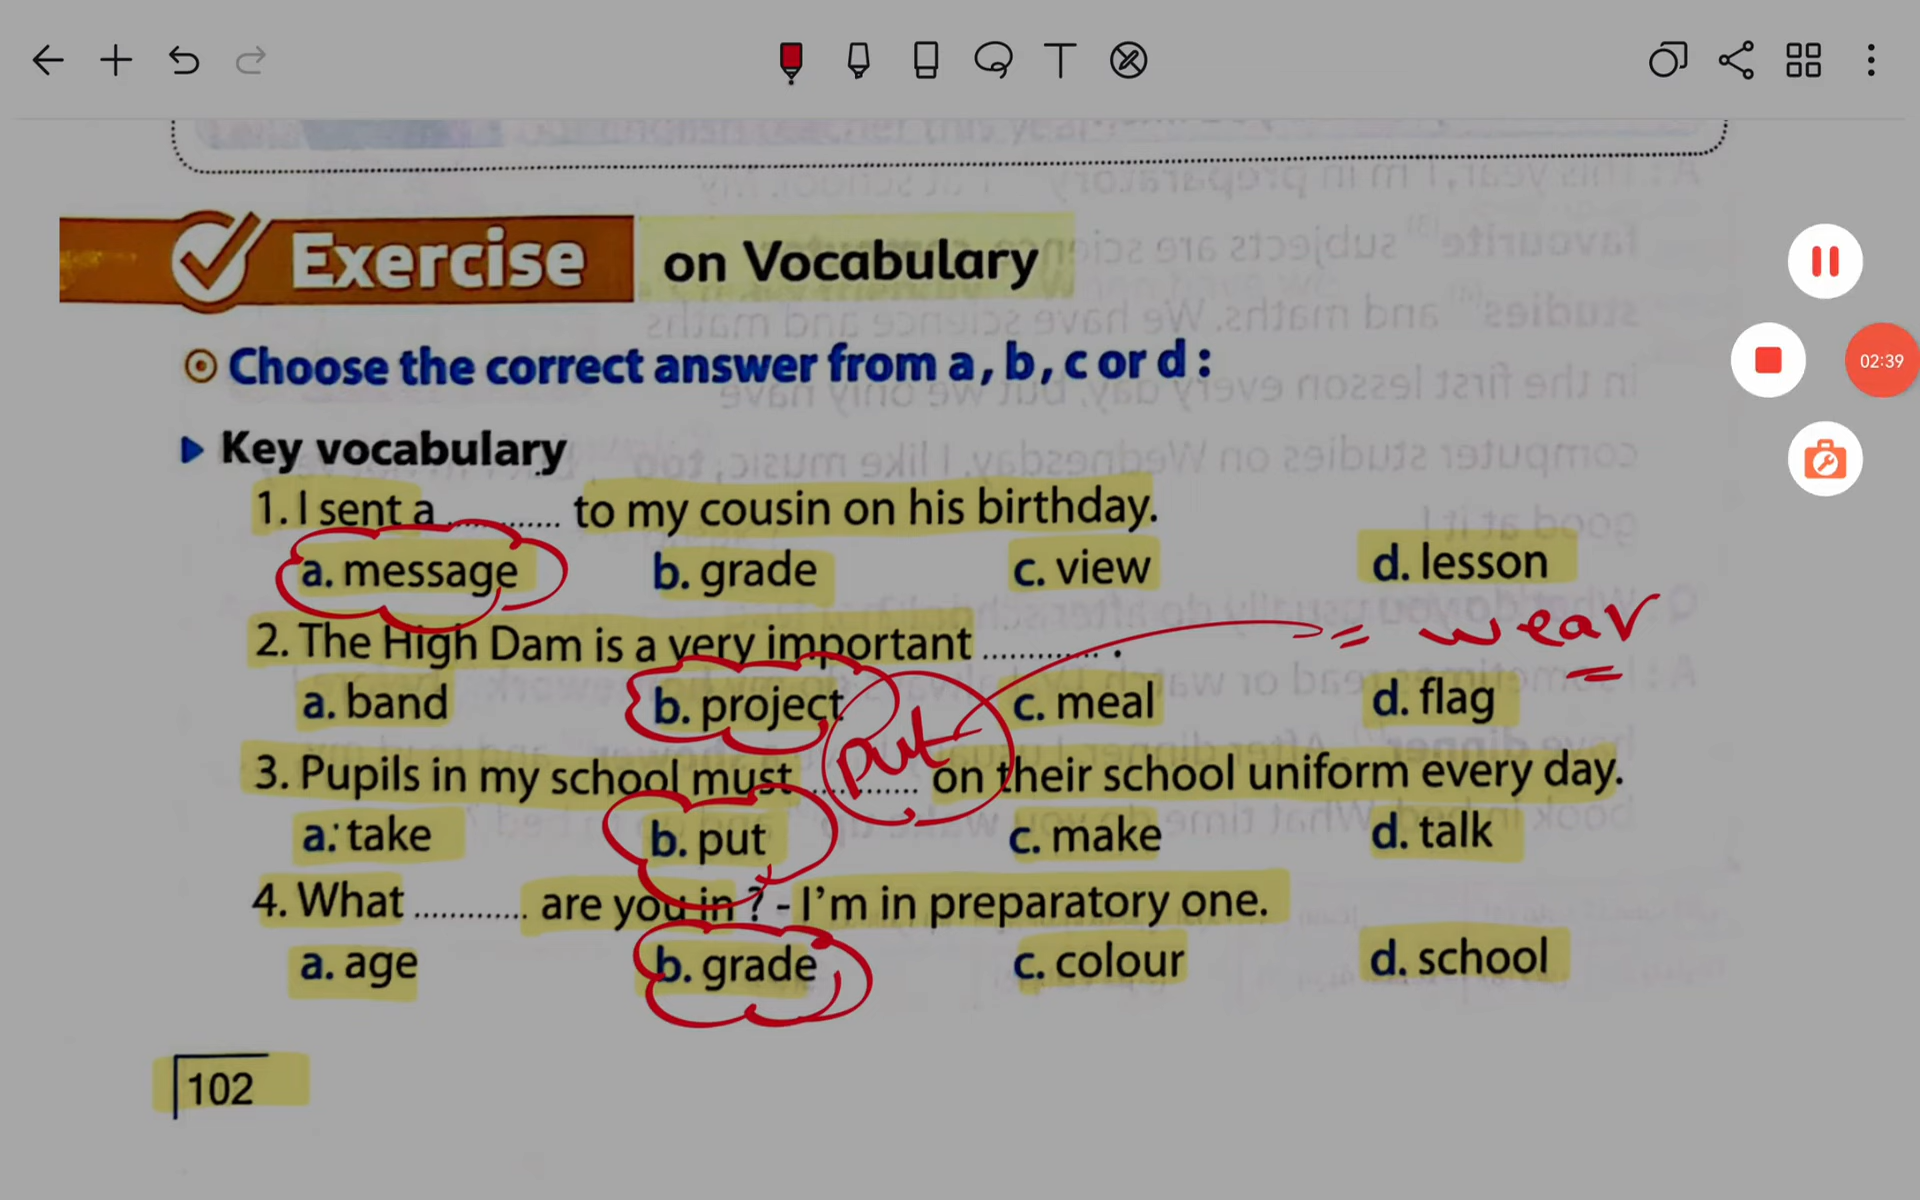 Exercise on Vocabulary
Choose the correct answer from a, b, c or d :
Key vocabulary
1. I sent a ............ to my cousin on his birthday.
a. message b. grade c. view d. lesson
2. The High Dam is a very important ............ .
= wear
a. band b. project c. meal d. flag
put
3. Pupils in my school must ............ on their school uniform every day.
a. take b. put c. make d. talk
4. What ............ are you in ? - I'm in preparatory one.
a. age b. grade c. colour d. school
102
02:39